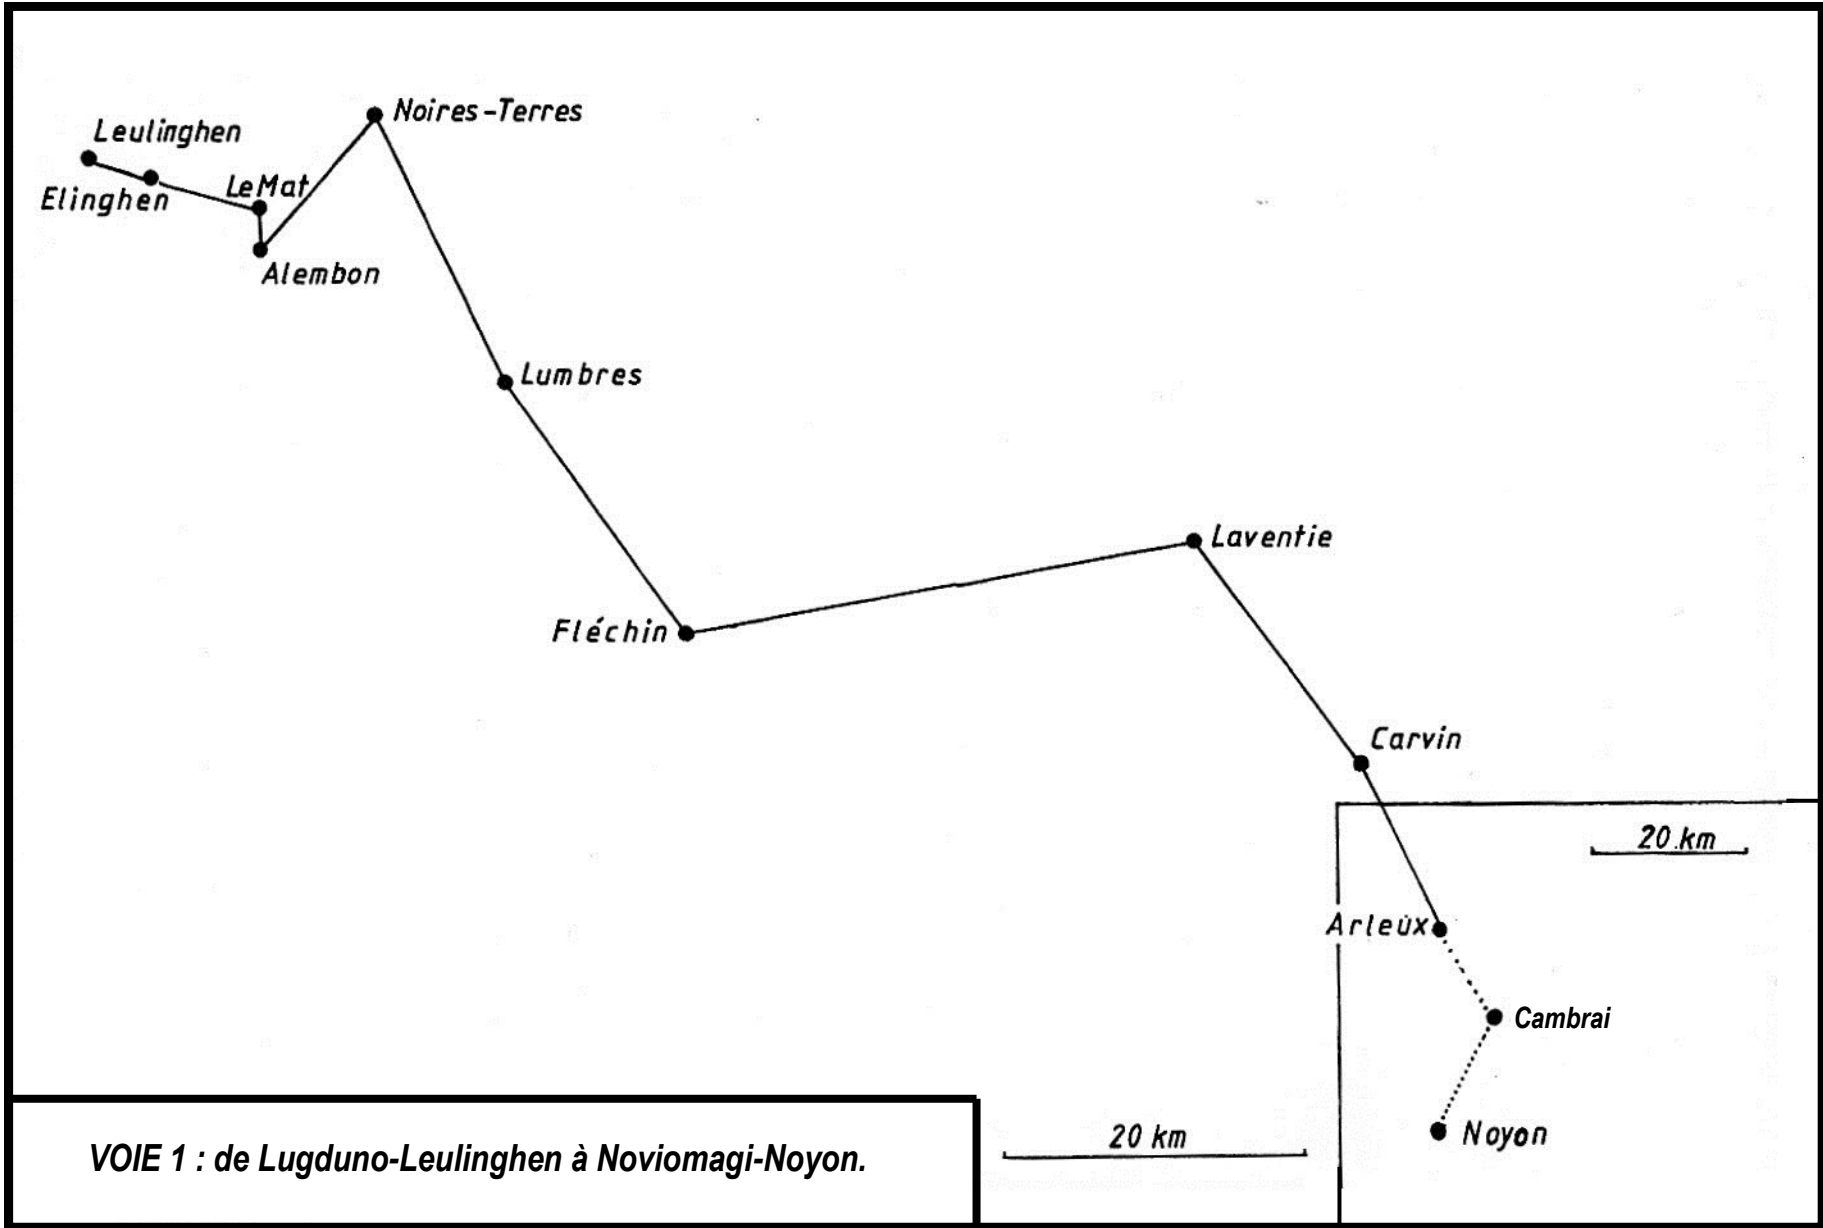 Noires-Terres
Leulinghen
LeMat
Elinghen
Alembon
Lumbres
Laventie
Fléchin
Carvin
20 km
Arleux
Cambrai
20 km
Noyon
VOIE 1 : de Lugduno-Leulinghen à Noviomagi-Noyon.